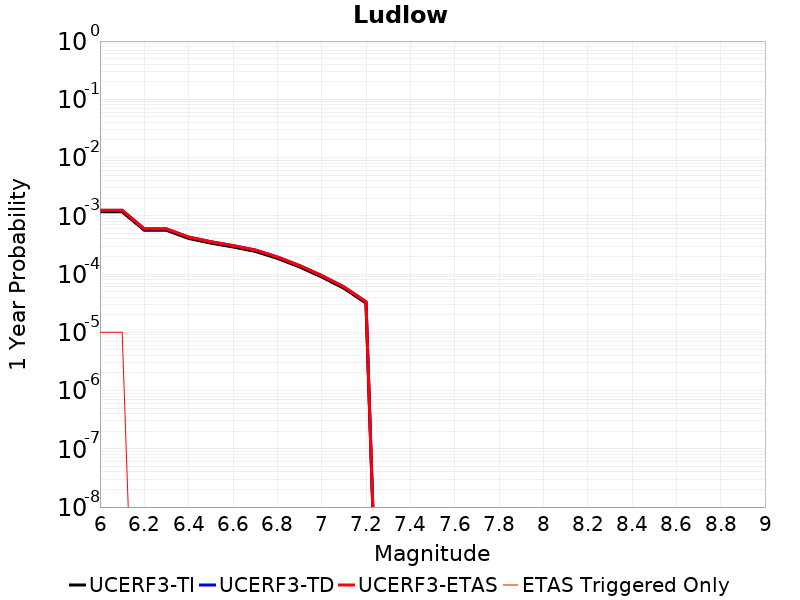 Ludlow
10^0
10^-1
10^-2
10^-3
10^-4
10^-5
10^-6
10^-7
10^-8
1 Year Probability
6 6.2 6.4 6.6 6.8 7 7.2 7.4 7.6 7.8 8 8.2 8.4 8.6 8.8 9
Magnitude
UCERF3-TI UCERF3-TD UCERF3-ETAS ETAS Triggered Only